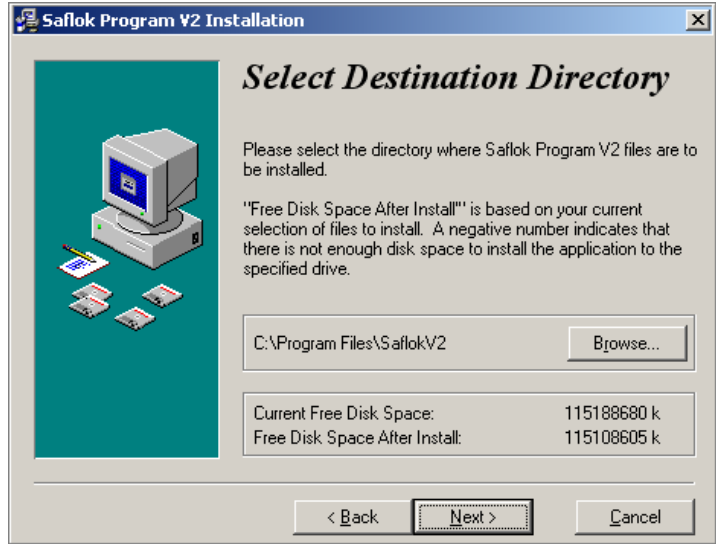 Saflok Program V2 Installation
Select Destination Directory
Please select the directory where Saflok Program V2 files are to
be installed.
"Free Disk Space After Install"' is based on your current
selection of files to install. A negative number indicates that
there is not enough disk space to install the application to the
specified drive.
C:\Program Files\SaflokV2 Browse...
Current Free Disk Space: 115188680 k
Free Disk Space After Install: 115108605 k
< Back Next > Cancel